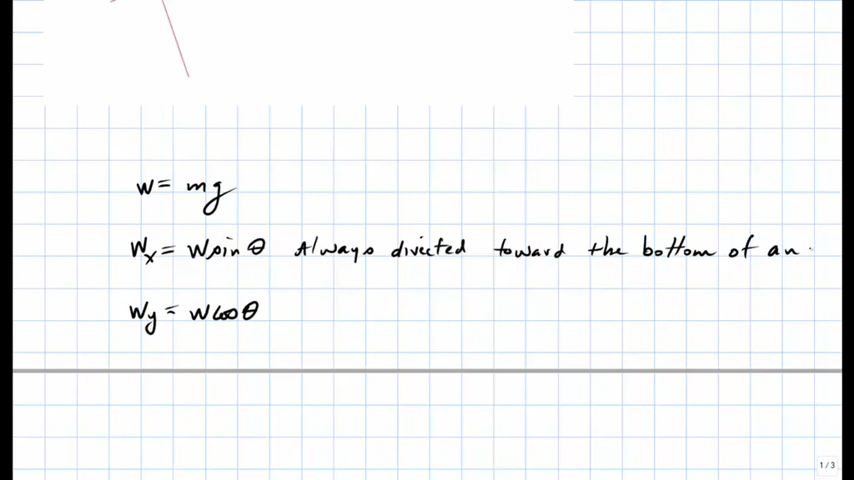 W = mg
Wx = W sin θ Always directed toward the bottom of an
Wy = W cos θ
1/3